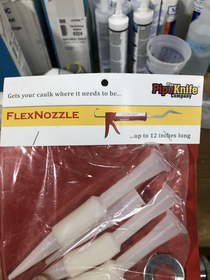 Gets your caulk where it needs to be...
The
PipeKnife
Company
FLEXNOZZLE
...up to 12 inches long